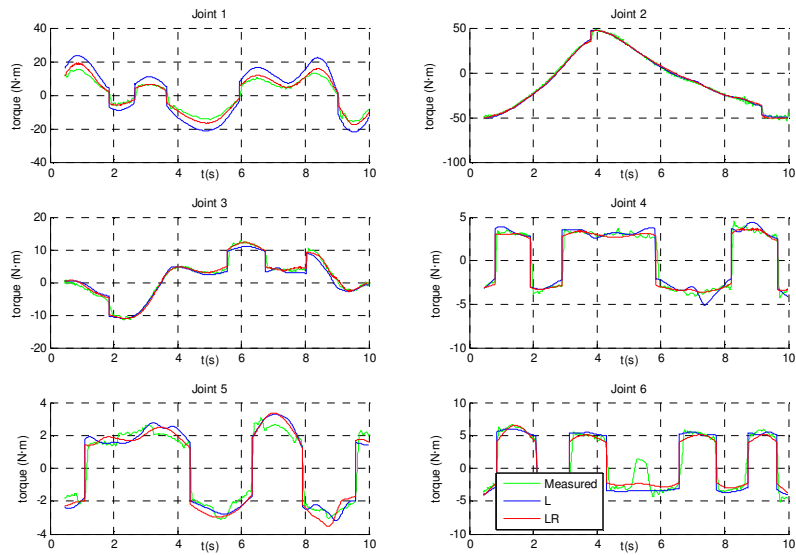 Joint 1
torque (N·m)
40
20
0
-20
-40
0 2 4 6 8 10
t(s)
Joint 2
torque (N·m)
50
0
-50
-100
0 2 4 6 8 10
t(s)
Joint 3
torque (N·m)
20
10
0
-10
-20
0 2 4 6 8 10
t(s)
Joint 4
torque (N·m)
5
0
-5
-10
0 2 4 6 8 10
t(s)
Joint 5
torque (N·m)
4
2
0
-2
-4
0 2 4 6 8 10
Joint 6
torque (N·m)
10
5
0
-5
-10
0 2 4 6 8 10
Measured
L
LR